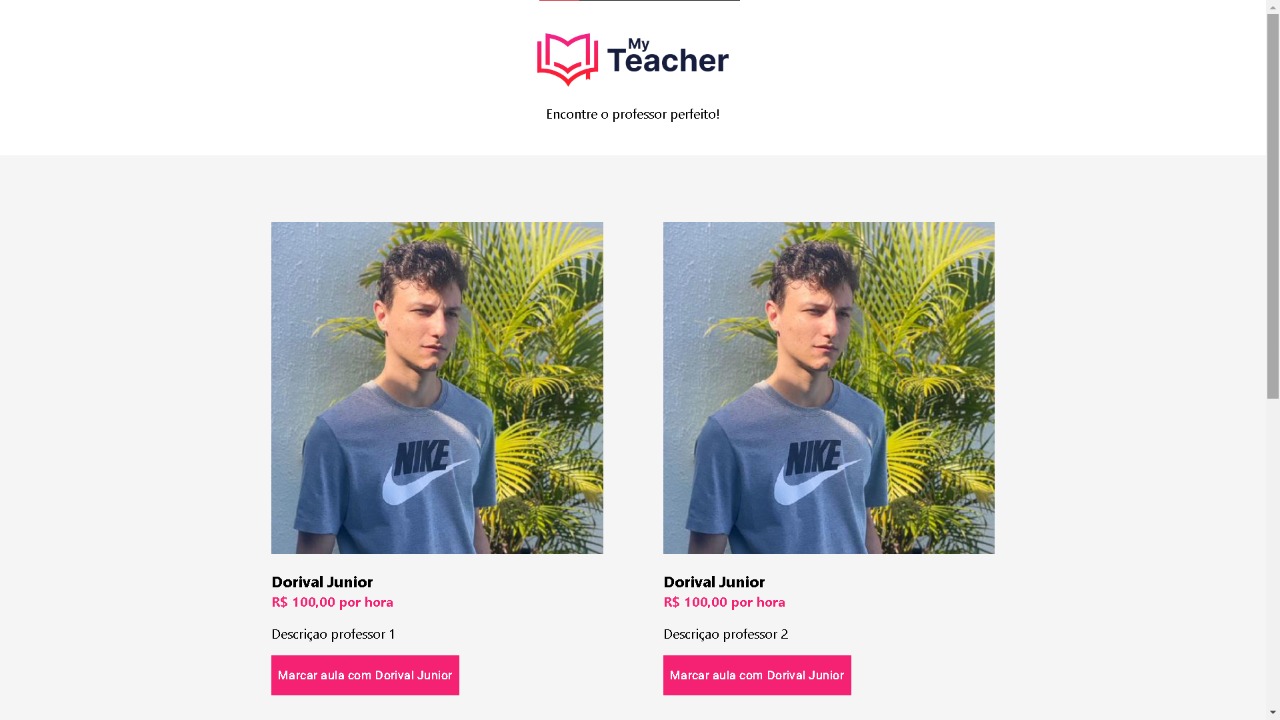 My
Teacher
Encontre o professor perfeito!
NIKE
NIKE
Dorival Junior
R$ 100,00 por hora
Descriçao professor 1
Marcar aula com Dorival Junior
Dorival Junior
R$ 100,00 por hora
Descriçao professor 2
Marcar aula com Dorival Junior